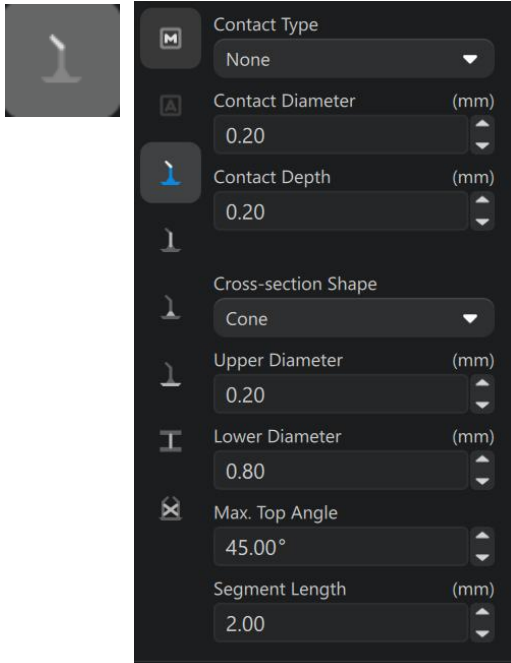 M
Contact Type
None
A
Contact Diameter (mm)
0.20
Contact Depth (mm)
0.20
Cross-section Shape
Cone
Upper Diameter (mm)
0.20
Lower Diameter (mm)
0.80
Max. Top Angle
45.00°
Segment Length (mm)
2.00